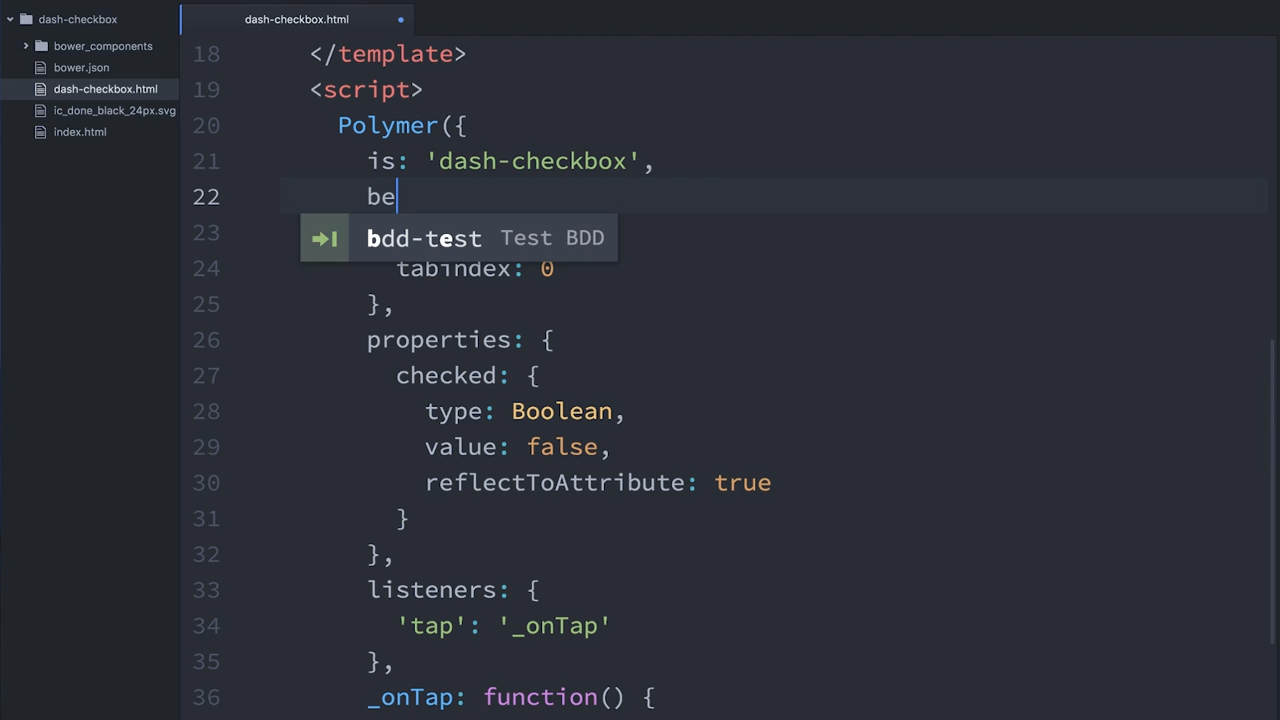 dash-checkbox
bower_components
bower.json
dash-checkbox.html
ic_done_black_24px.svg
index.html
dash-checkbox.html
18 </template>
19 <script>
20 Polymer({
21 is: 'dash-checkbox',
22 be
23 bdd-test Test BDD
24 tabindex: 0
25 },
26 properties: {
27 checked: {
28 type: Boolean,
29 value: false,
30 reflectToAttribute: true
31 }
32 },
33 listeners: {
34 'tap': '_onTap'
35 },
36 _onTap: function() {